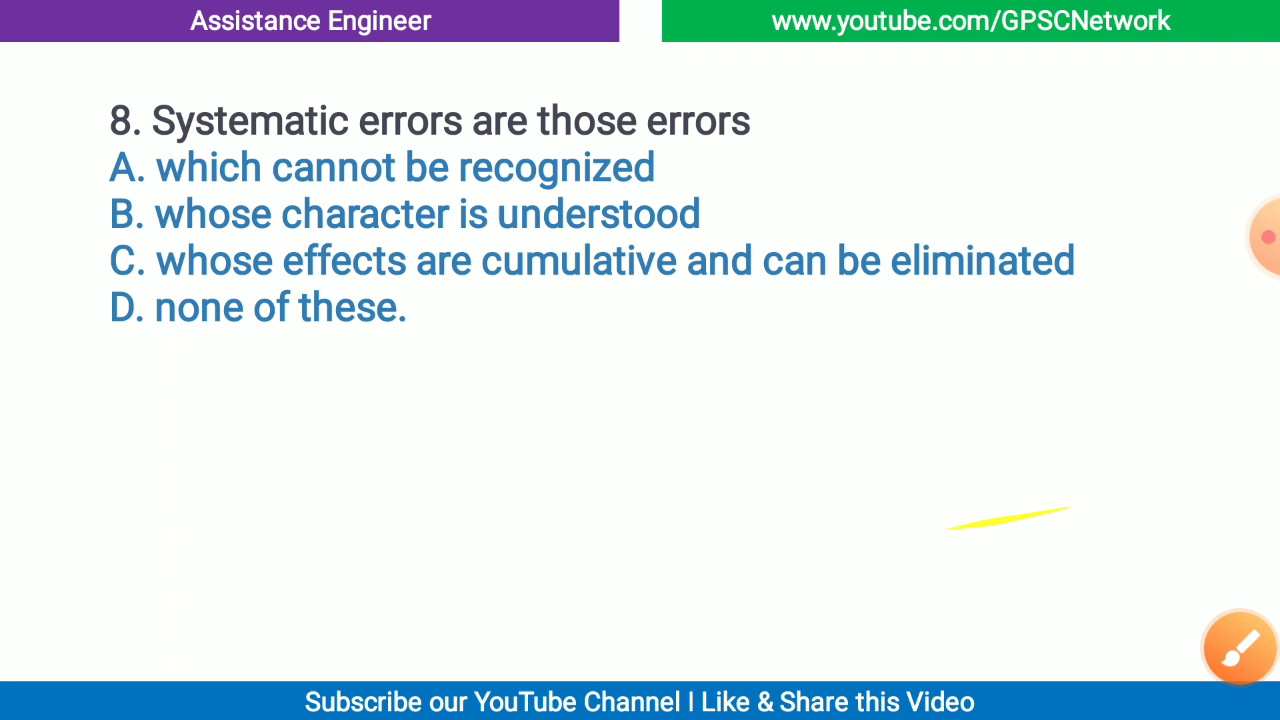 Assistance Engineer
www.youtube.com/GPSCNetwork
8. Systematic errors are those errors
A. which cannot be recognized
B. whose character is understood
C. whose effects are cumulative and can be eliminated
D. none of these.
Subscribe our YouTube Channel l Like & Share this Video